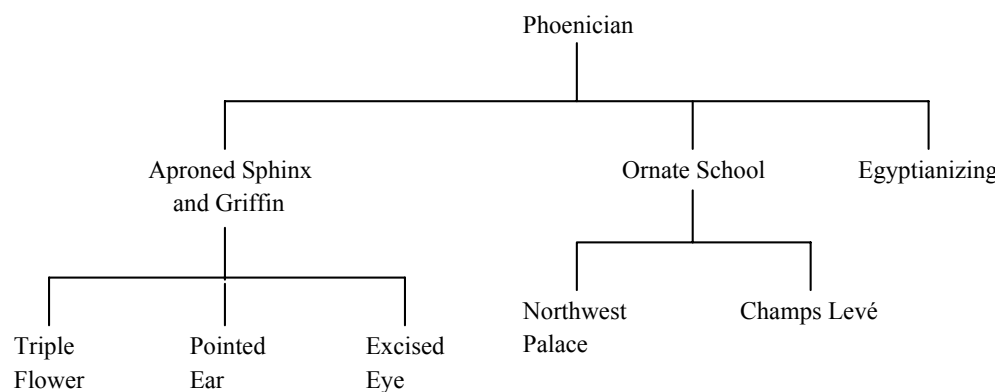 Phoenician
Aproned Sphinx
and Griffin
Ornate School
Egyptianizing
Triple
Flower
Pointed
Ear
Excised
Eye
Northwest
Palace
Champs Levé